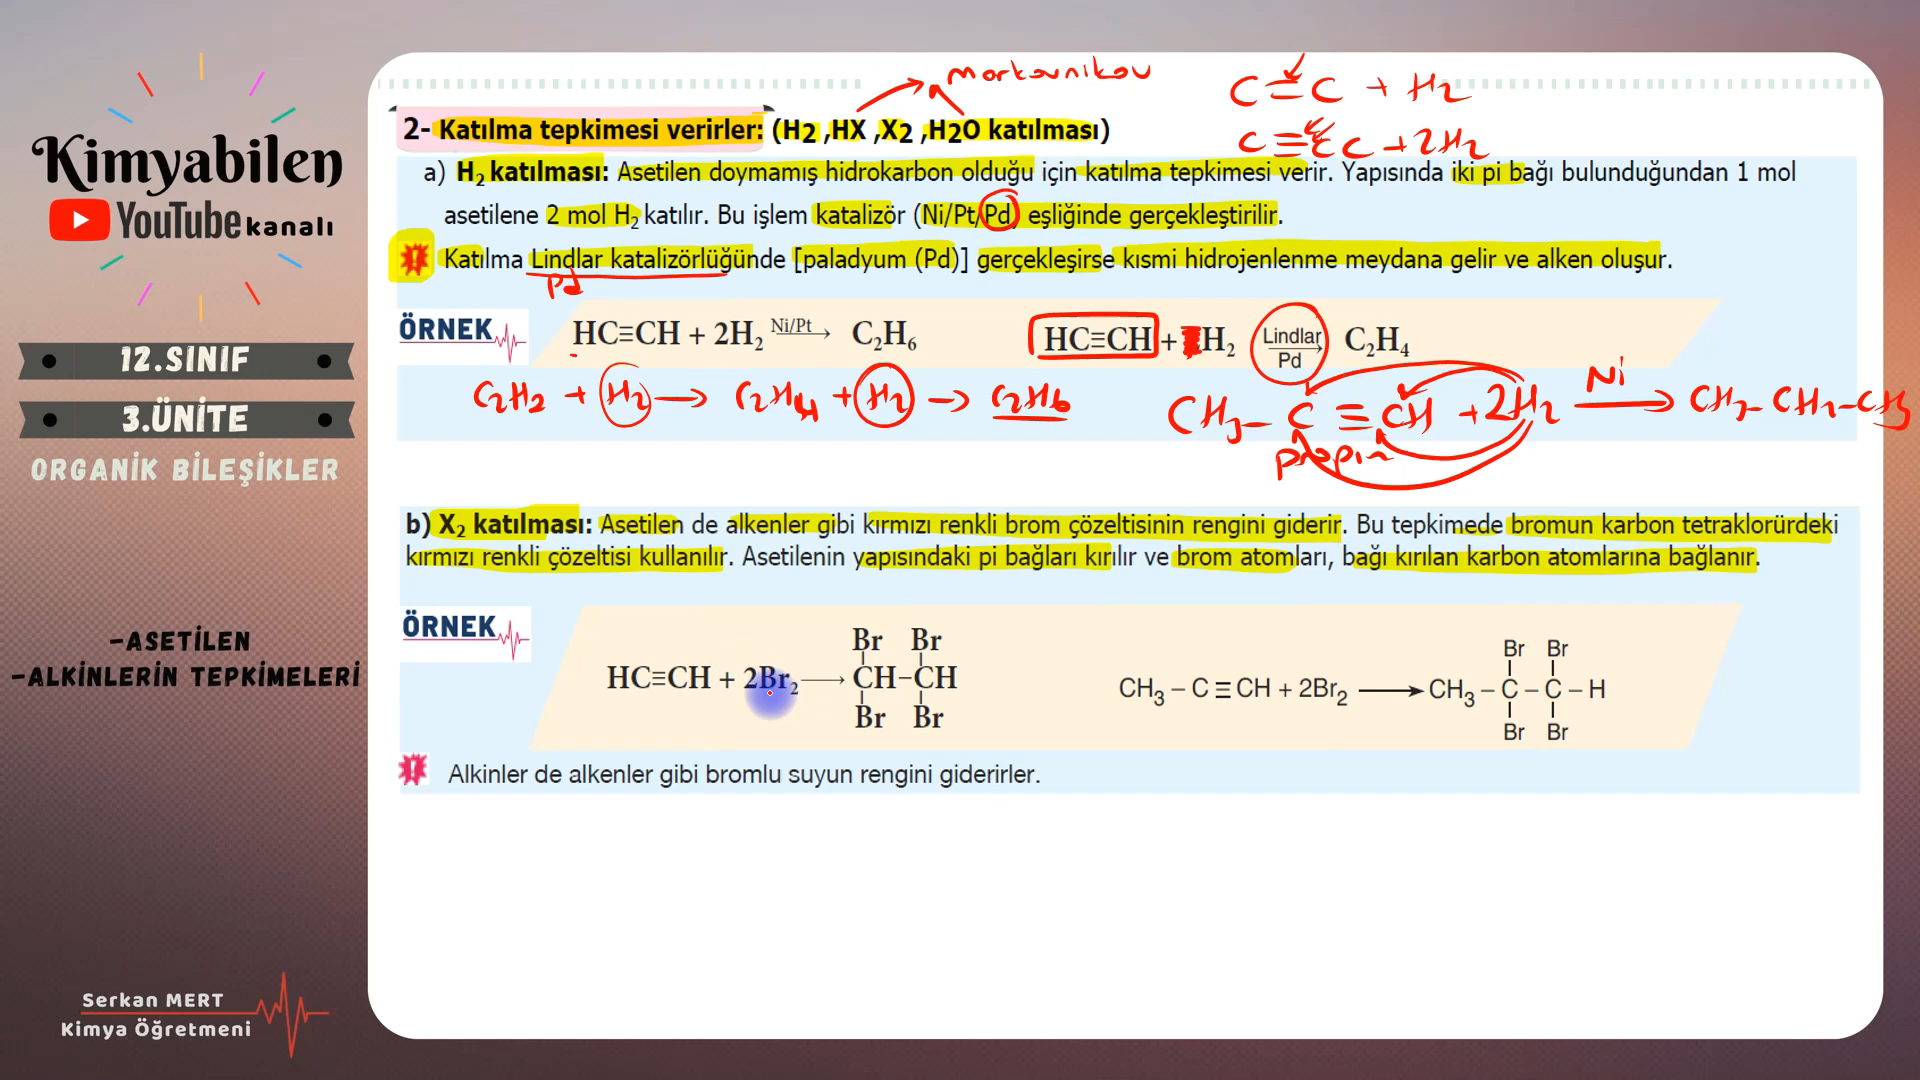 Kimyabilen
YouTube kanalı
12.SINIF
3.ÜNİTE
ORGANİK BİLEŞİKLER
-ASETİLEN
-ALKİNLERİN TEPKİMELERİ
Serkan MERT
Kimya Öğretmeni
markovnikov
C=C + H2
C≡C C + 2H2
2- Katılma tepkimesi verirler: (H2 ,HX ,X2 ,H2O katılması)
a) H₂ katılması: Asetilen doymamış hidrokarbon olduğu için katılma tepkimesi verir. Yapısında iki pi bağı bulunduğundan 1 mol
asetilene 2 mol H₂ katılır. Bu işlem katalizör (Ni/Pt/Pd) eşliğinde gerçekleştirilir.
Katılma Lindlar katalizörlüğünde [paladyum (Pd)] gerçekleşirse kısmi hidrojenlenme meydana gelir ve alken oluşur.
Pd
ÖRNEK
HC≡CH + 2H₂ Ni/Pt → C₂H₆
HC≡CH + H₂ Lindlar Pd → C₂H₄
C2H2 + H2 → C2H4 + H2 → C2H6
CH3- C ≡ CH + 2H2 Ni → CH3- CH2-CH3
propin
b) X₂ katılması: Asetilen de alkenler gibi kırmızı renkli brom çözeltisinin rengini giderir. Bu tepkimede bromun karbon tetraklorürdeki
kırmızı renkli çözeltisi kullanılır. Asetilenin yapısındaki pi bağları kırılır ve brom atomları, bağı kırılan karbon atomlarına bağlanır.
ÖRNEK
Br Br
HC≡CH + 2Br₂ → CH–CH
Br Br
Br Br
CH₃ – C ≡ CH + 2Br₂ → CH₃ – C – C – H
Br Br
Alkinler de alkenler gibi bromlu suyun rengini giderirler.